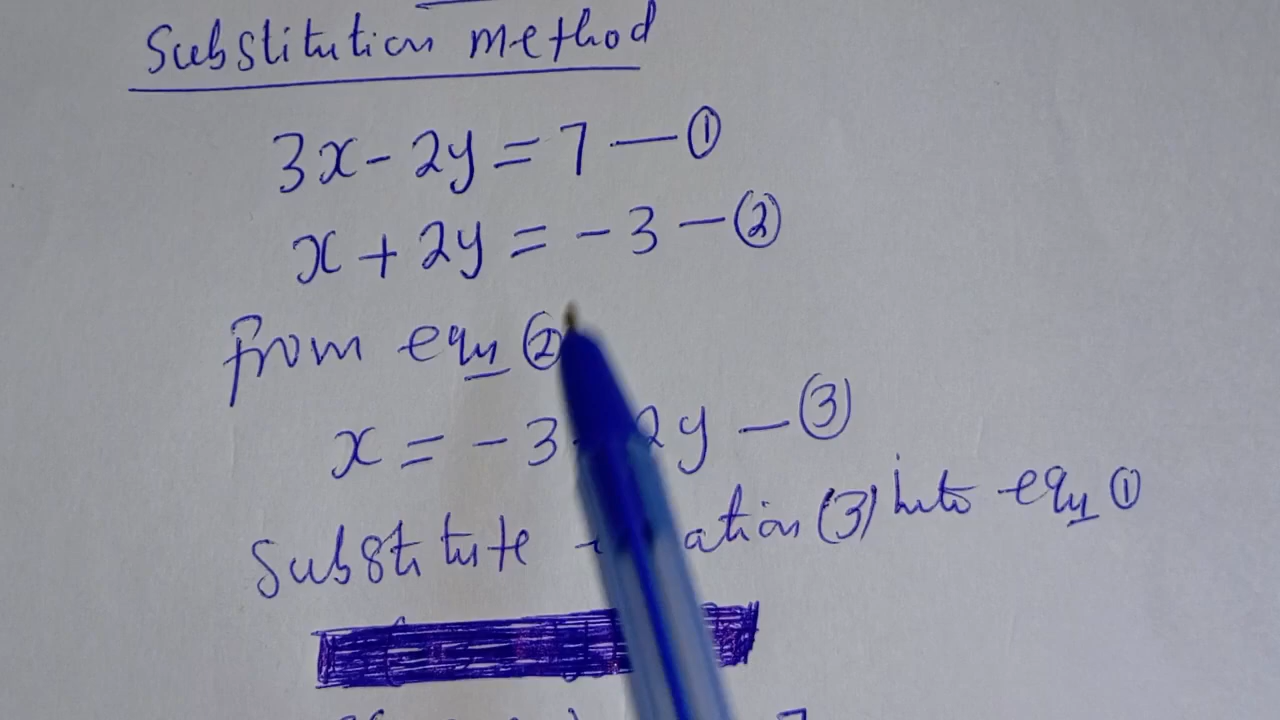 Substitution method
3x - 2y = 7 — ①
x + 2y = -3 — ②
from eqn ②
x = -3 2y — ③
Substitute ation (3) into eqn ①
7